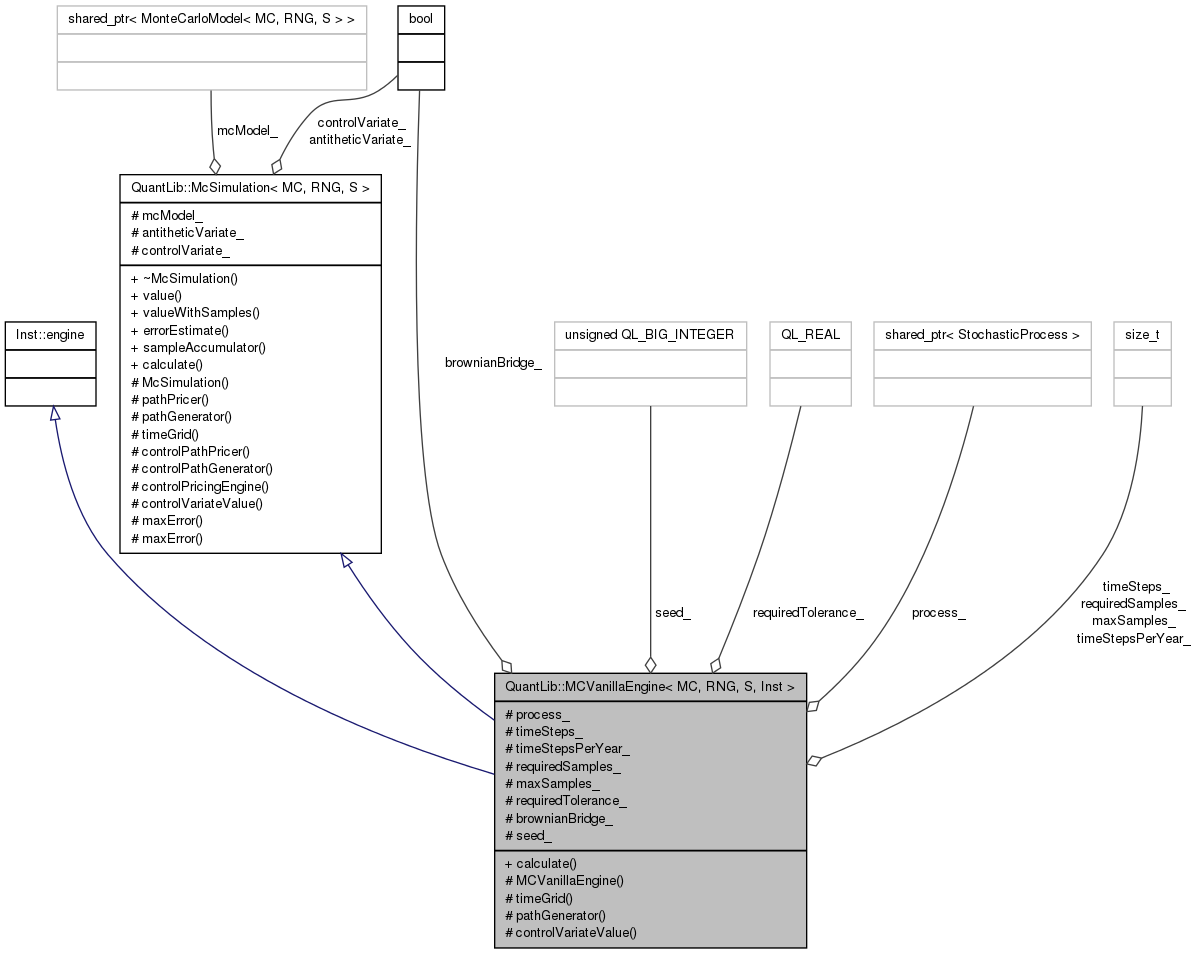 shared_ptr< MonteCarloModel< MC, RNG, S > >
bool
mcModel_
controlVariate_
antitheticVariate_
QuantLib::McSimulation< MC, RNG, S >
# mcModel_
# antitheticVariate_
# controlVariate_
+ ~McSimulation()
+ value()
+ valueWithSamples()
+ errorEstimate()
+ sampleAccumulator()
+ calculate()
# McSimulation()
# pathPricer()
# pathGenerator()
# timeGrid()
# controlPathPricer()
# controlPathGenerator()
# controlPricingEngine()
# controlVariateValue()
# maxError()
# maxError()
Inst::engine
brownianBridge_
unsigned QL_BIG_INTEGER
QL_REAL
shared_ptr< StochasticProcess >
size_t
seed_
requiredTolerance_
process_
timeSteps_
requiredSamples_
maxSamples_
timeStepsPerYear_
QuantLib::MCVanillaEngine< MC, RNG, S, Inst >
# process_
# timeSteps_
# timeStepsPerYear_
# requiredSamples_
# maxSamples_
# requiredTolerance_
# brownianBridge_
# seed_
+ calculate()
# MCVanillaEngine()
# timeGrid()
# pathGenerator()
# controlVariateValue()